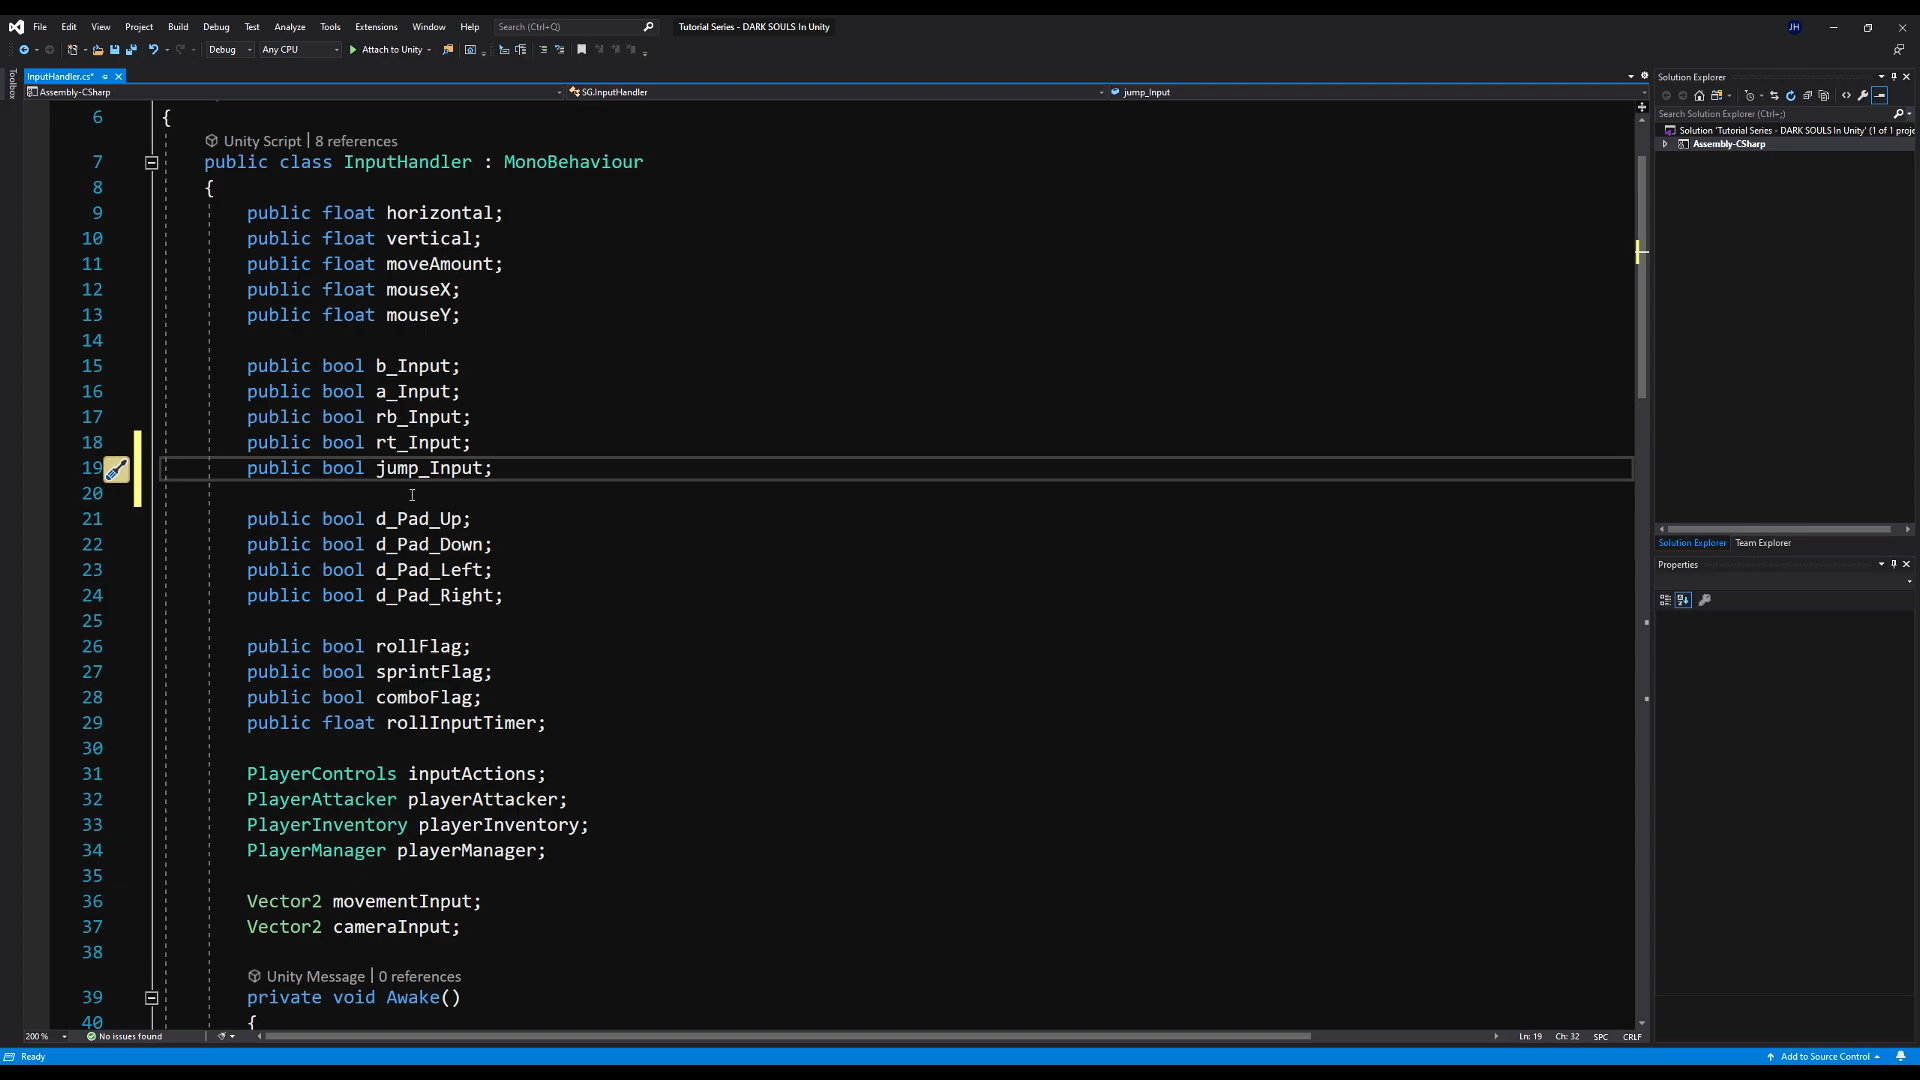 File Edit View Project Build Debug Test Analyze Tools Extensions Window Help Search (Ctrl+Q) Tutorial Series - DARK SOULS In Unity JH
Debug Any CPU Attach to Unity
Toolbox
InputHandler.cs*
Assembly-CSharp SG.InputHandler jump_Input
6 {
Unity Script | 8 references
7 public class InputHandler : MonoBehaviour
8 {
9 public float horizontal;
10 public float vertical;
11 public float moveAmount;
12 public float mouseX;
13 public float mouseY;
14
15 public bool b_Input;
16 public bool a_Input;
17 public bool rb_Input;
18 public bool rt_Input;
19 public bool jump_Input;
20
21 public bool d_Pad_Up;
22 public bool d_Pad_Down;
23 public bool d_Pad_Left;
24 public bool d_Pad_Right;
25
26 public bool rollFlag;
27 public bool sprintFlag;
28 public bool comboFlag;
29 public float rollInputTimer;
30
31 PlayerControls inputActions;
32 PlayerAttacker playerAttacker;
33 PlayerInventory playerInventory;
34 PlayerManager playerManager;
35
36 Vector2 movementInput;
37 Vector2 cameraInput;
38
Unity Message | 0 references
39 private void Awake()
40 {
200 % No issues found Ln: 19 Ch: 32 SPC CRLF
Solution Explorer
Search Solution Explorer (Ctrl+;)
Solution 'Tutorial Series - DARK SOULS In Unity' (1 of 1 proje
Assembly-CSharp
Solution Explorer Team Explorer
Properties
Ready Add to Source Control